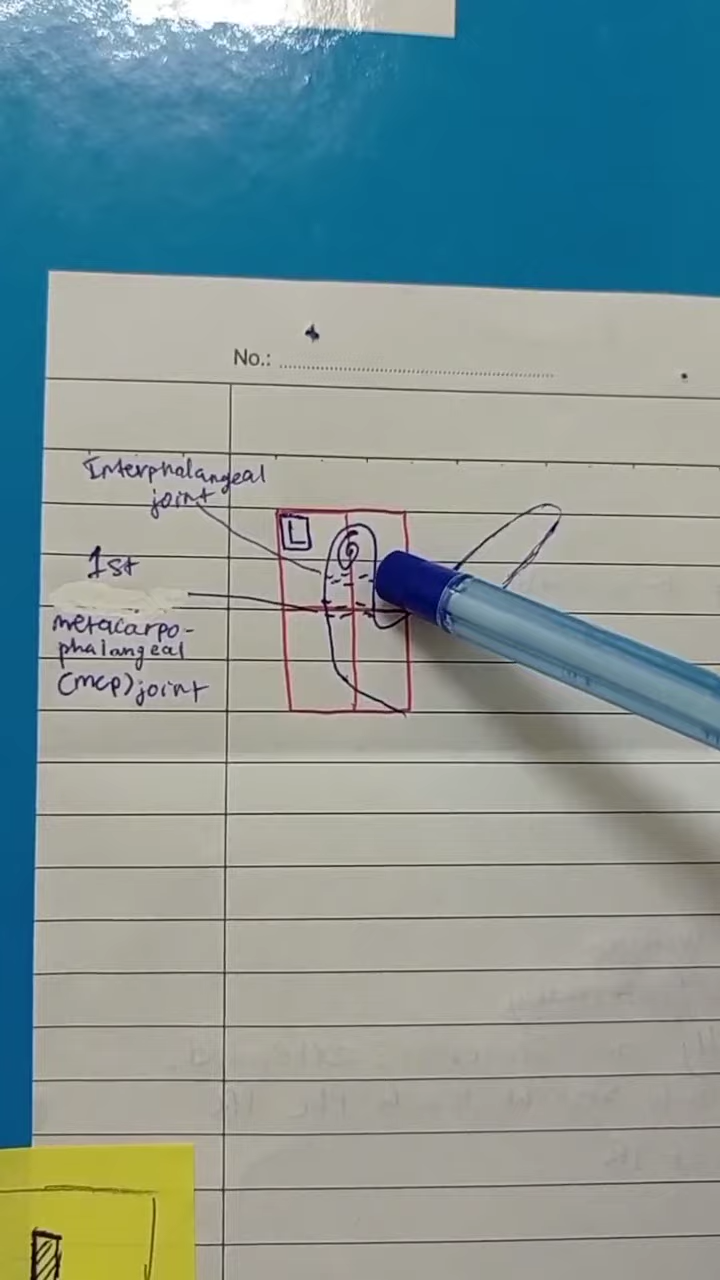 No.:
Interphalangeal
joint
L
1st
metacarpo-
phalangeal
(mcp) joint